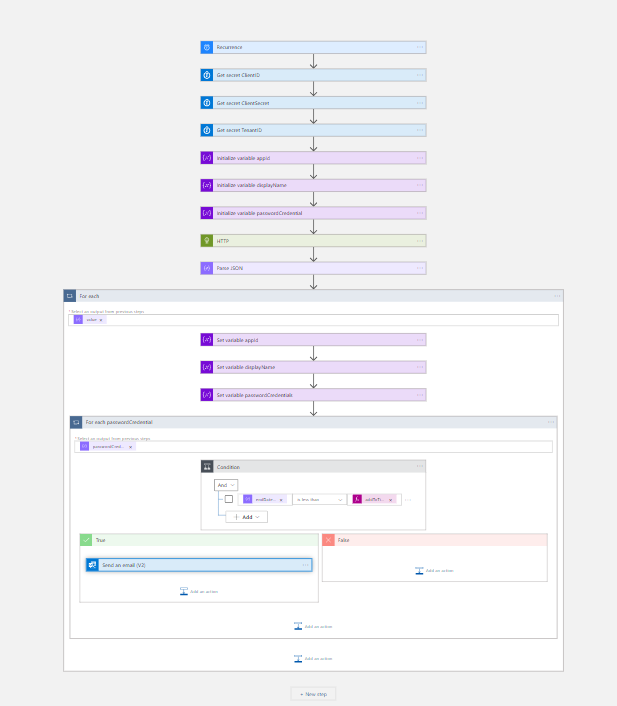 Recurrence
Get secret ClientID
Get secret ClientSecret
Get secret TenantID
Initialize variable appid
Initialize variable displayName
Initialize variable passwordCredential
HTTP
Parse JSON
For each
* Select an output from previous steps
value ×
Set variable appid
Set variable displayName
Set variable passwordCredentials
For each passwordCredential
* Select an output from previous steps
passwordCred... ×
Condition
And
endDate... × is less than addToTi... ×
Add
True
False
Send an email (V2)
Add an action
Add an action
Add an action
Add an action
+ New step